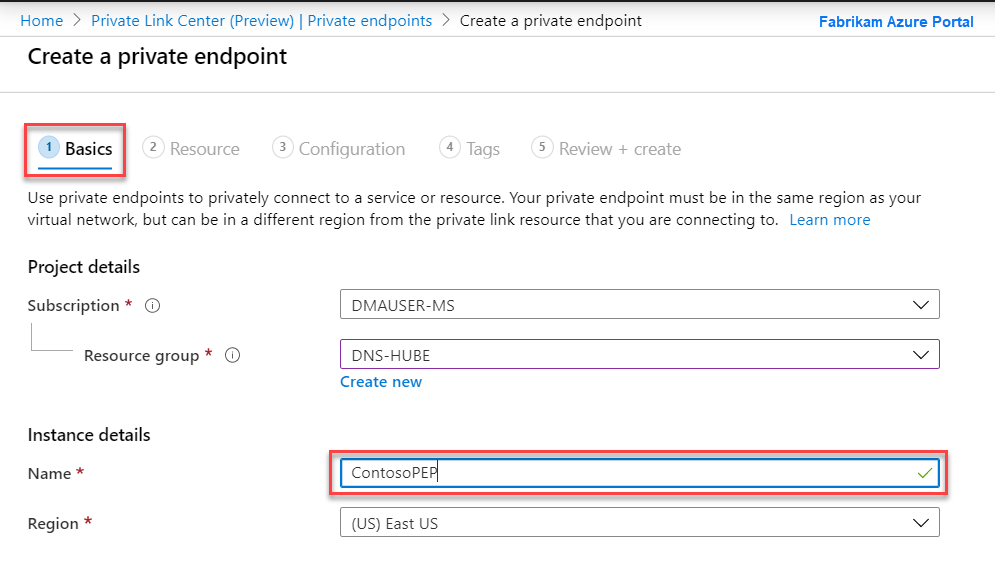 Home > Private Link Center (Preview) | Private endpoints > Create a private endpoint
Fabrikam Azure Portal
Create a private endpoint
1 Basics 2 Resource 3 Configuration 4 Tags 5 Review + create
Use private endpoints to privately connect to a service or resource. Your private endpoint must be in the same region as your
virtual network, but can be in a different region from the private link resource that you are connecting to. Learn more
Project details
Subscription * DMAUSER-MS
Resource group * DNS-HUBE
Create new
Instance details
Name * ContosoPEP
Region * (US) East US